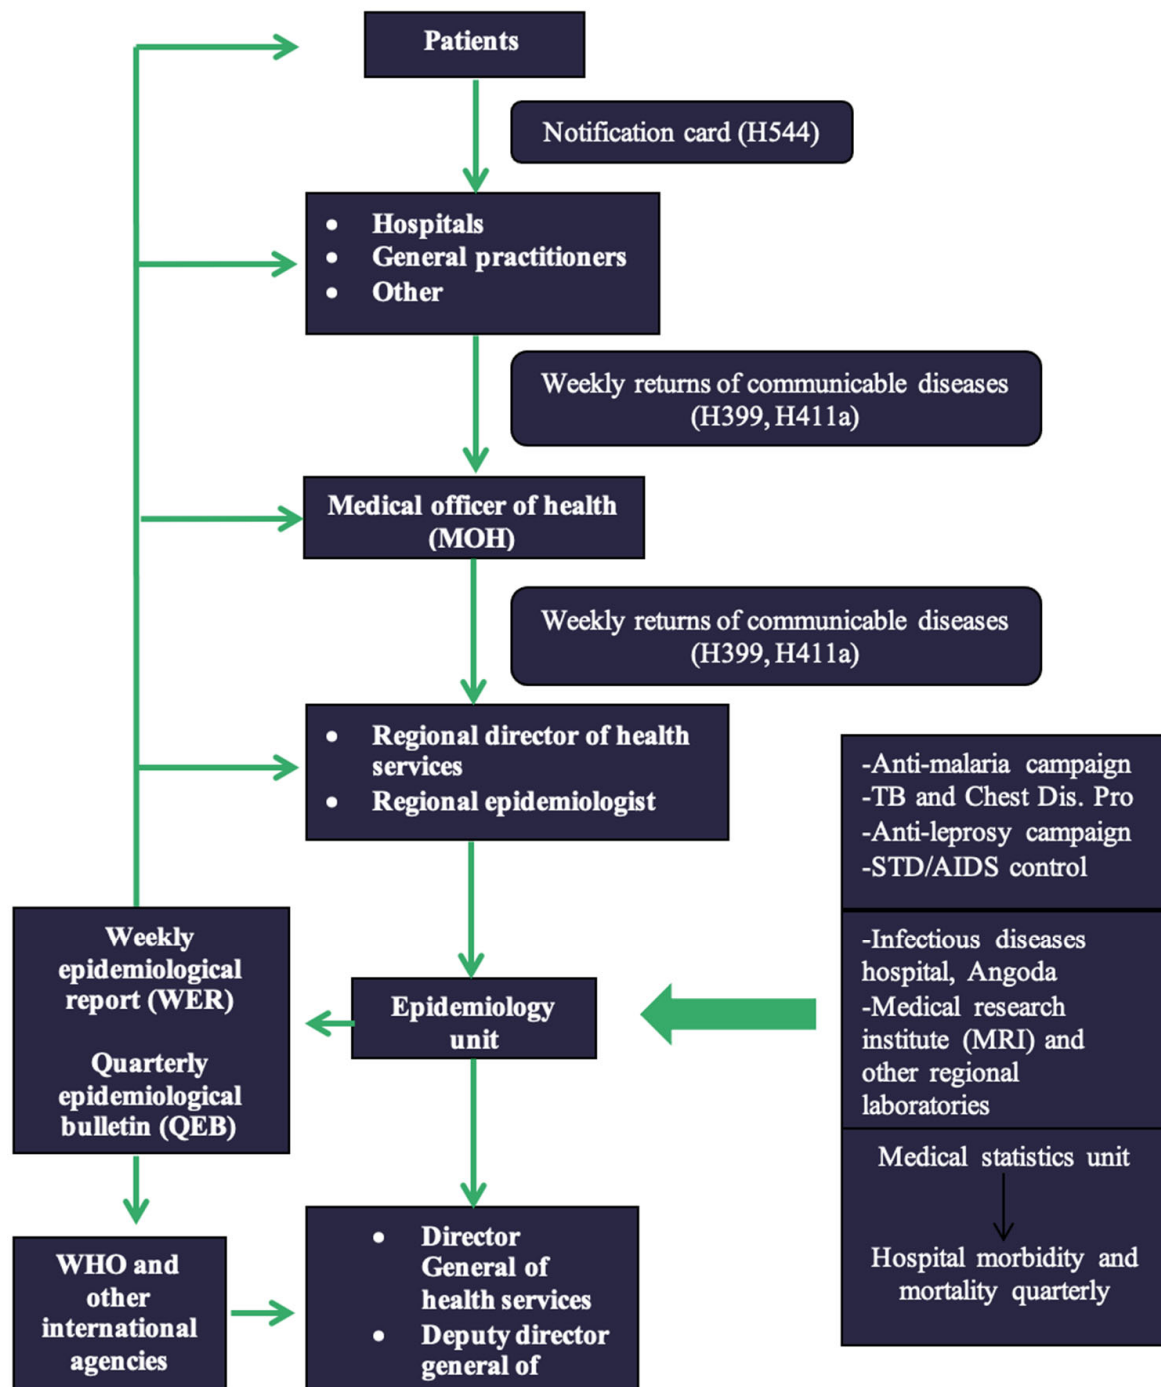 Patients
Notification card (H544)
• Hospitals
• General practitioners
• Other
Weekly returns of communicable diseases
(H399, H411a)
Medical officer of health
(MOH)
Weekly returns of communicable diseases
(H399, H411a)
• Regional director of health
services
• Regional epidemiologist
-Anti-malaria campaign
-TB and Chest Dis. Pro
-Anti-leprosy campaign
-STD/AIDS control
-Infectious diseases
hospital, Angoda
-Medical research
institute (MRI) and
other regional
laboratories
Medical statistics unit
Hospital morbidity and
mortality quarterly
Epidemiology
unit
Weekly
epidemiological
report (WER)
Quarterly
epidemiological
bulletin (QEB)
WHO and
other
international
agencies
• Director
General of
health services
• Deputy director
general of